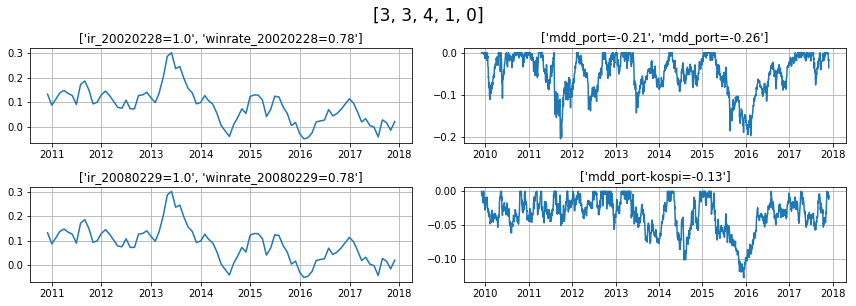 [3, 3, 4, 1, 0]
['ir_20020228=1.0', 'winrate_20020228=0.78']
0.3
0.2
0.1
0.0
2011 2012 2013 2014 2015 2016 2017 2018
['mdd_port=-0.21', 'mdd_port=-0.26']
0.0
−0.1
−0.2
2010 2011 2012 2013 2014 2015 2016 2017 2018
['ir_20080229=1.0', 'winrate_20080229=0.78']
0.3
0.2
0.1
0.0
2011 2012 2013 2014 2015 2016 2017 2018
['mdd_port-kospi=-0.13']
0.00
−0.05
−0.10
2010 2011 2012 2013 2014 2015 2016 2017 2018